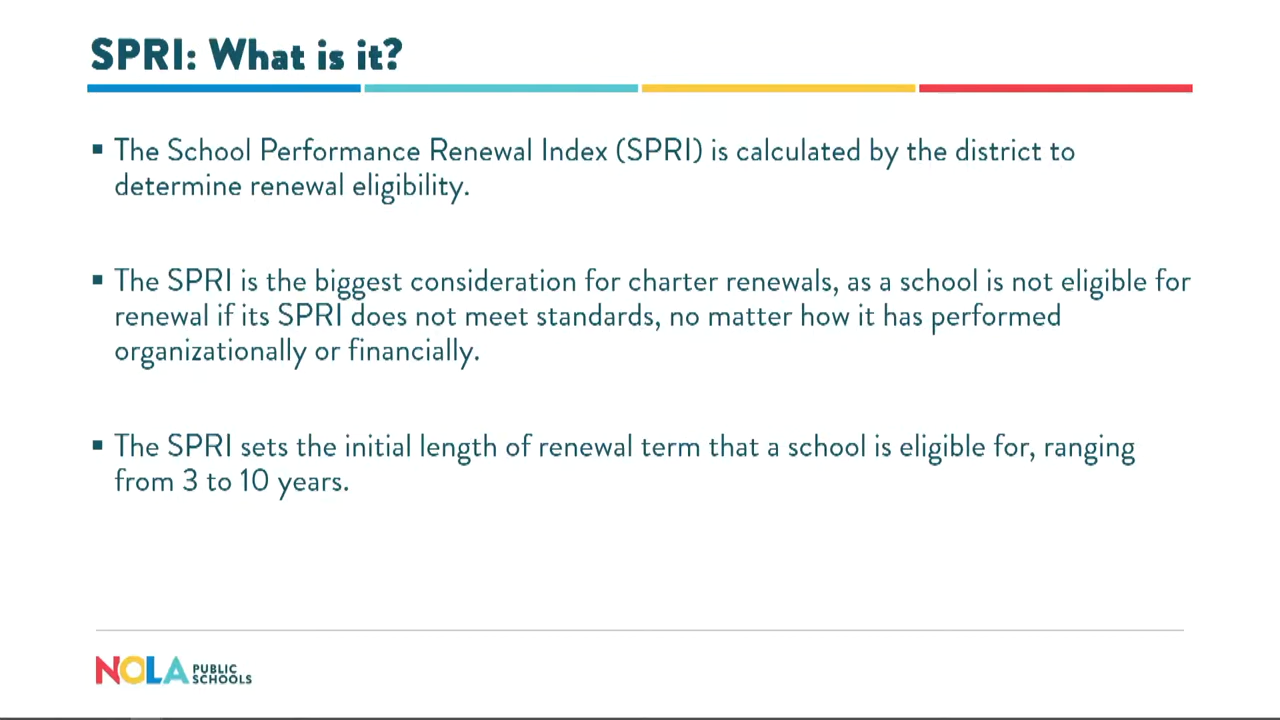 SPRI: What is it?
▪ The School Performance Renewal Index (SPRI) is calculated by the district to
determine renewal eligibility.
▪ The SPRI is the biggest consideration for charter renewals, as a school is not eligible for
renewal if its SPRI does not meet standards, no matter how it has performed
organizationally or financially.
▪ The SPRI sets the initial length of renewal term that a school is eligible for, ranging
from 3 to 10 years.
NOLA PUBLIC
SCHOOLS